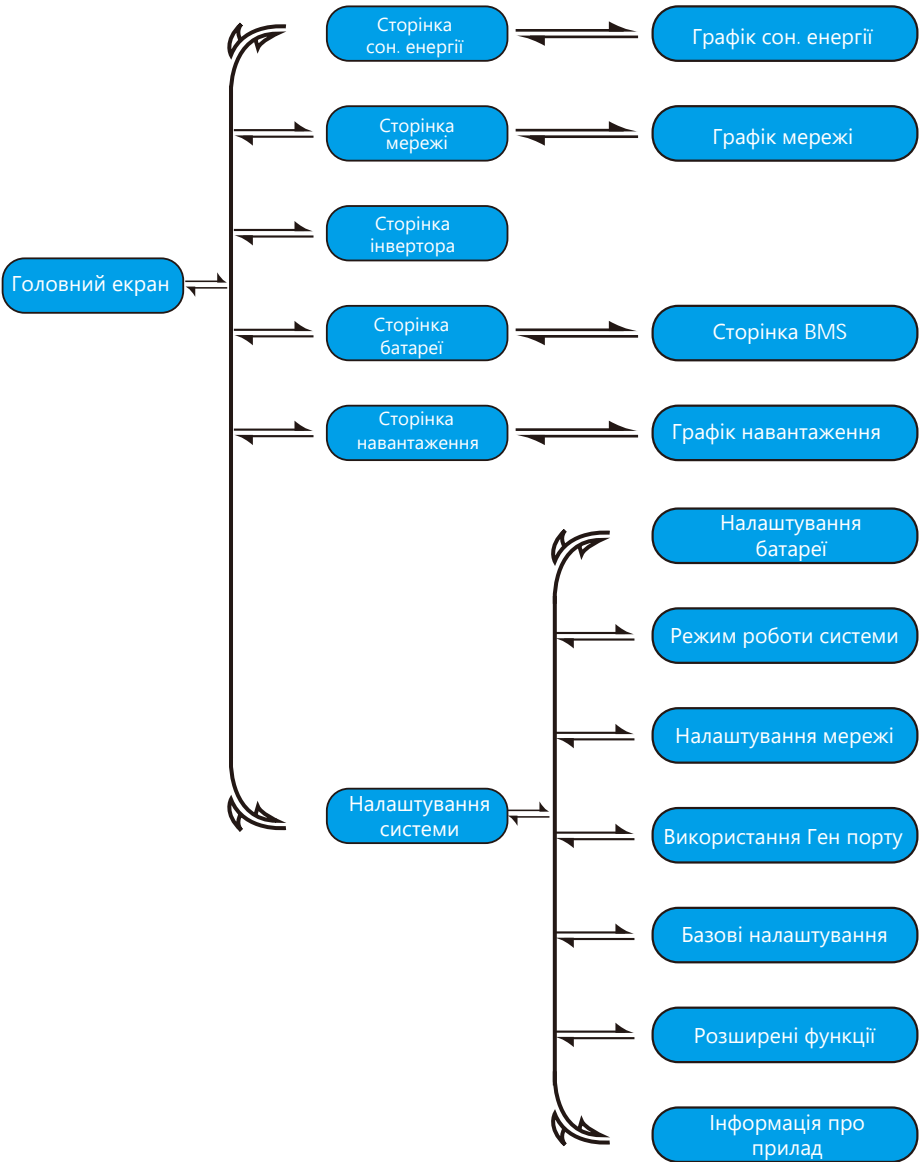 Сторінка
сон. енергії
Графік сон. енергії
Сторінка
мережі
Графік мережі
Сторінка
інвертора
Головний екран
Сторінка
батареї
Сторінка BMS
Сторінка
навантаження
Графік навантаження
Налаштування
батареї
Режим роботи системи
Налаштування мережі
Налаштування
системи
Використання Ген порту
Базові налаштування
Розширені функції
Інформація про
прилад